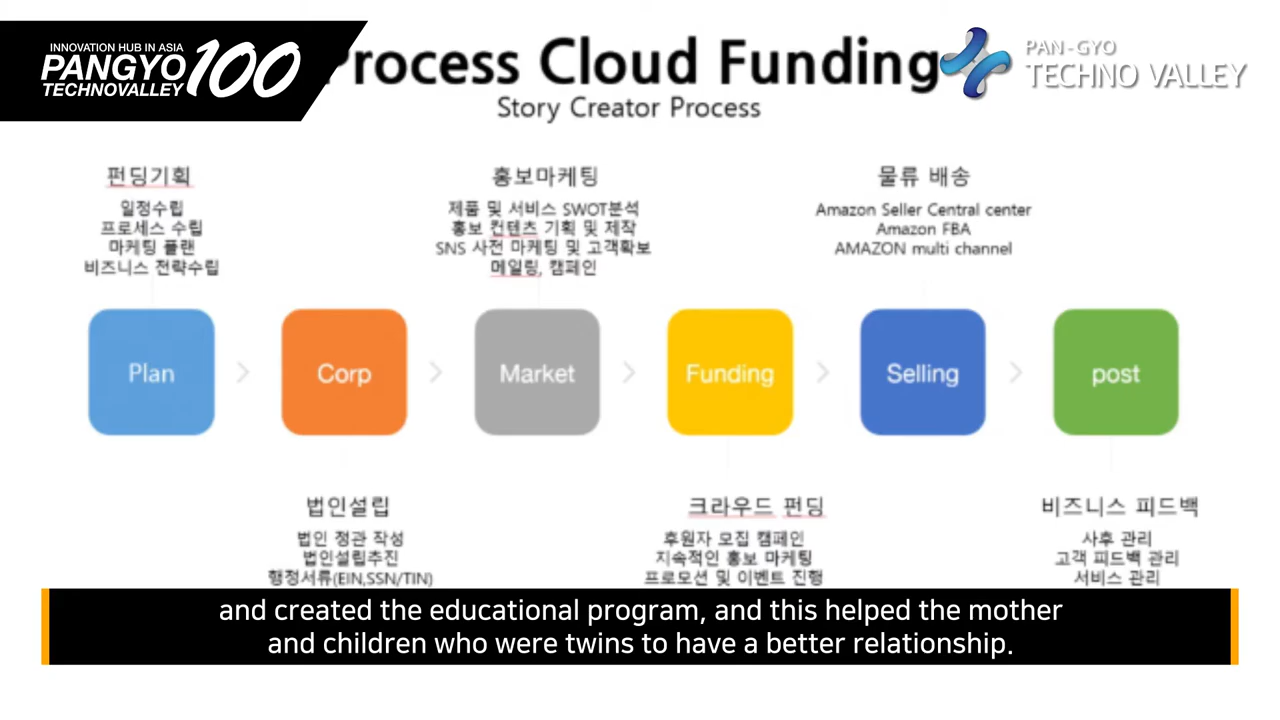 INNOVATION HUB IN ASIA
PANGYO 100
TECHNOVALLEY
Process Cloud Funding
Story Creator Process
PAN-GYO
TECHNO VALLEY
펀딩기획
일정수립
프로세스 수립
마케팅 플랜
비즈니스 전략수립
홍보마케팅
제품 및 서비스 SWOT분석
홍보 컨텐츠 기획 및 제작
SNS 사전 마케팅 및 고객확보
메일링, 캠페인
물류 배송
Amazon Seller Central center
Amazon FBA
AMAZON multi channel
Plan
Corp
Market
Funding
Selling
post
법인설립
법인 정관 작성
법인설립추진
행정서류(EIN,SSN/TIN)
크라우드 펀딩
후원자 모집 캠페인
지속적인 홍보 마케팅
프로모션 및 이벤트 진행
비즈니스 피드백
사후 관리
고객 피드백 관리
서비스 관리
and created the educational program, and this helped the mother
and children who were twins to have a better relationship.